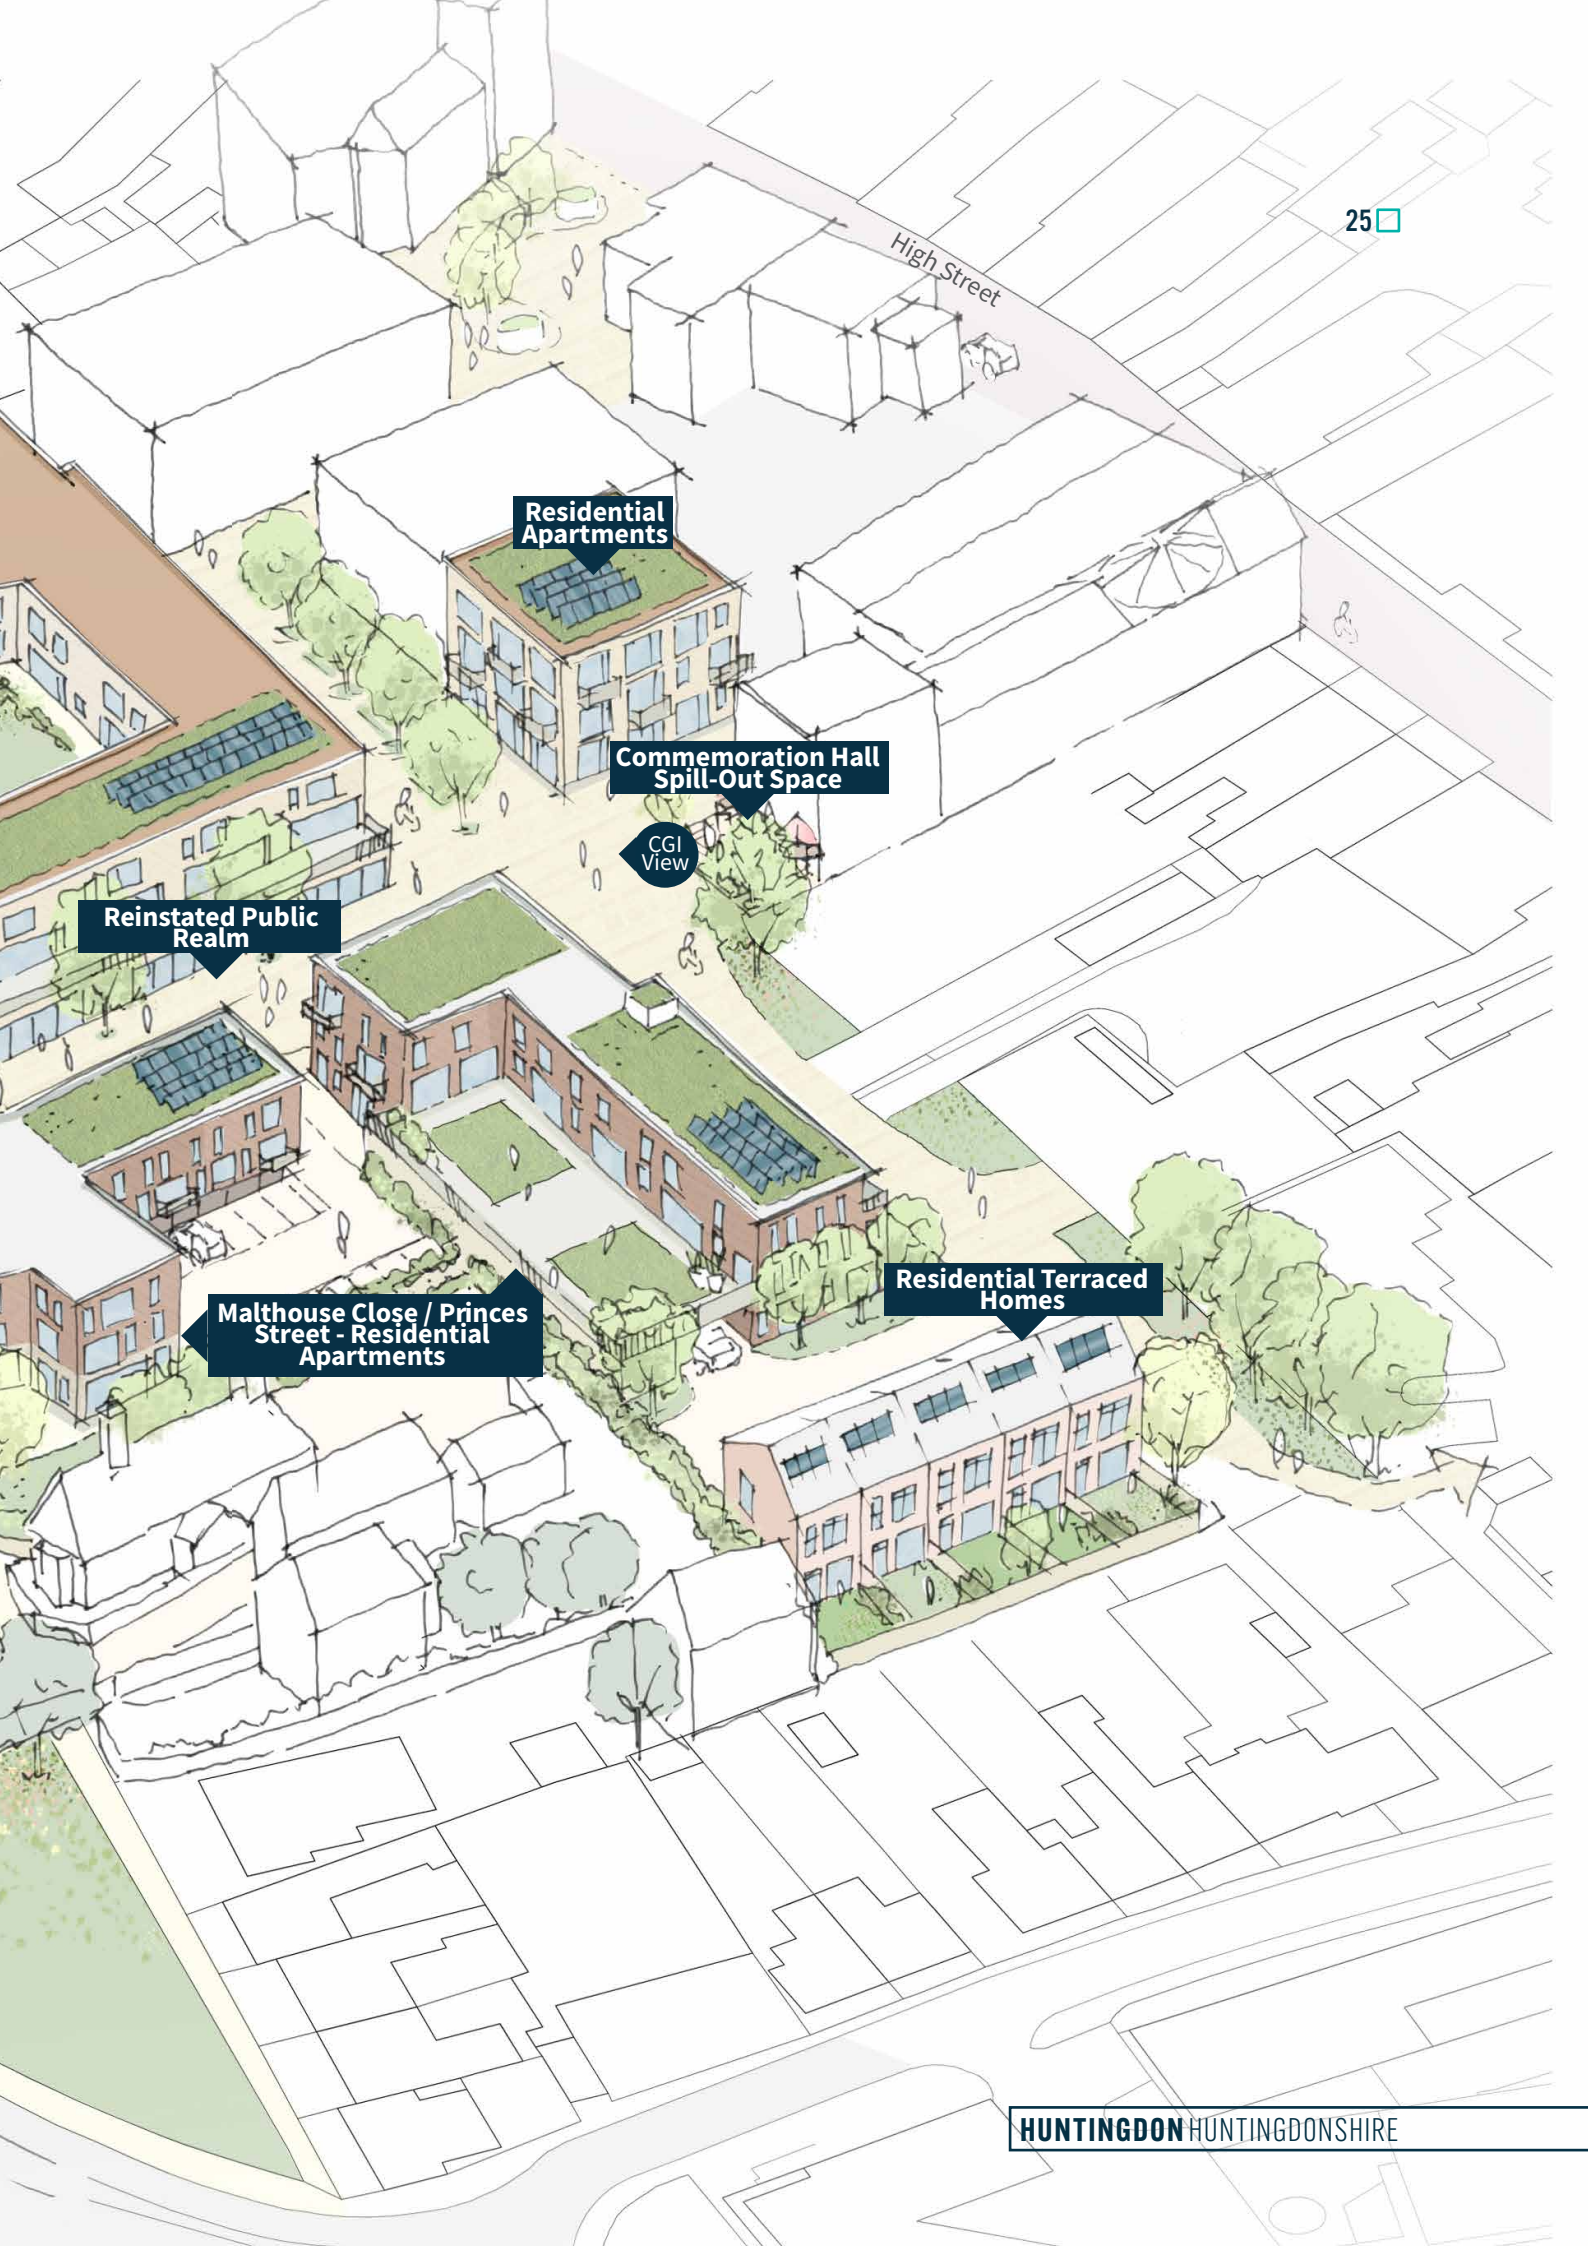 25
High Street
Residential
Apartments
Commemoration Hall
Spill-Out Space
CGI
View
Reinstated Public
Realm
Residential Terraced
Homes
Malthouse Close / Princes
Street - Residential
Apartments
HUNTINGDON HUNTINGDONSHIRE